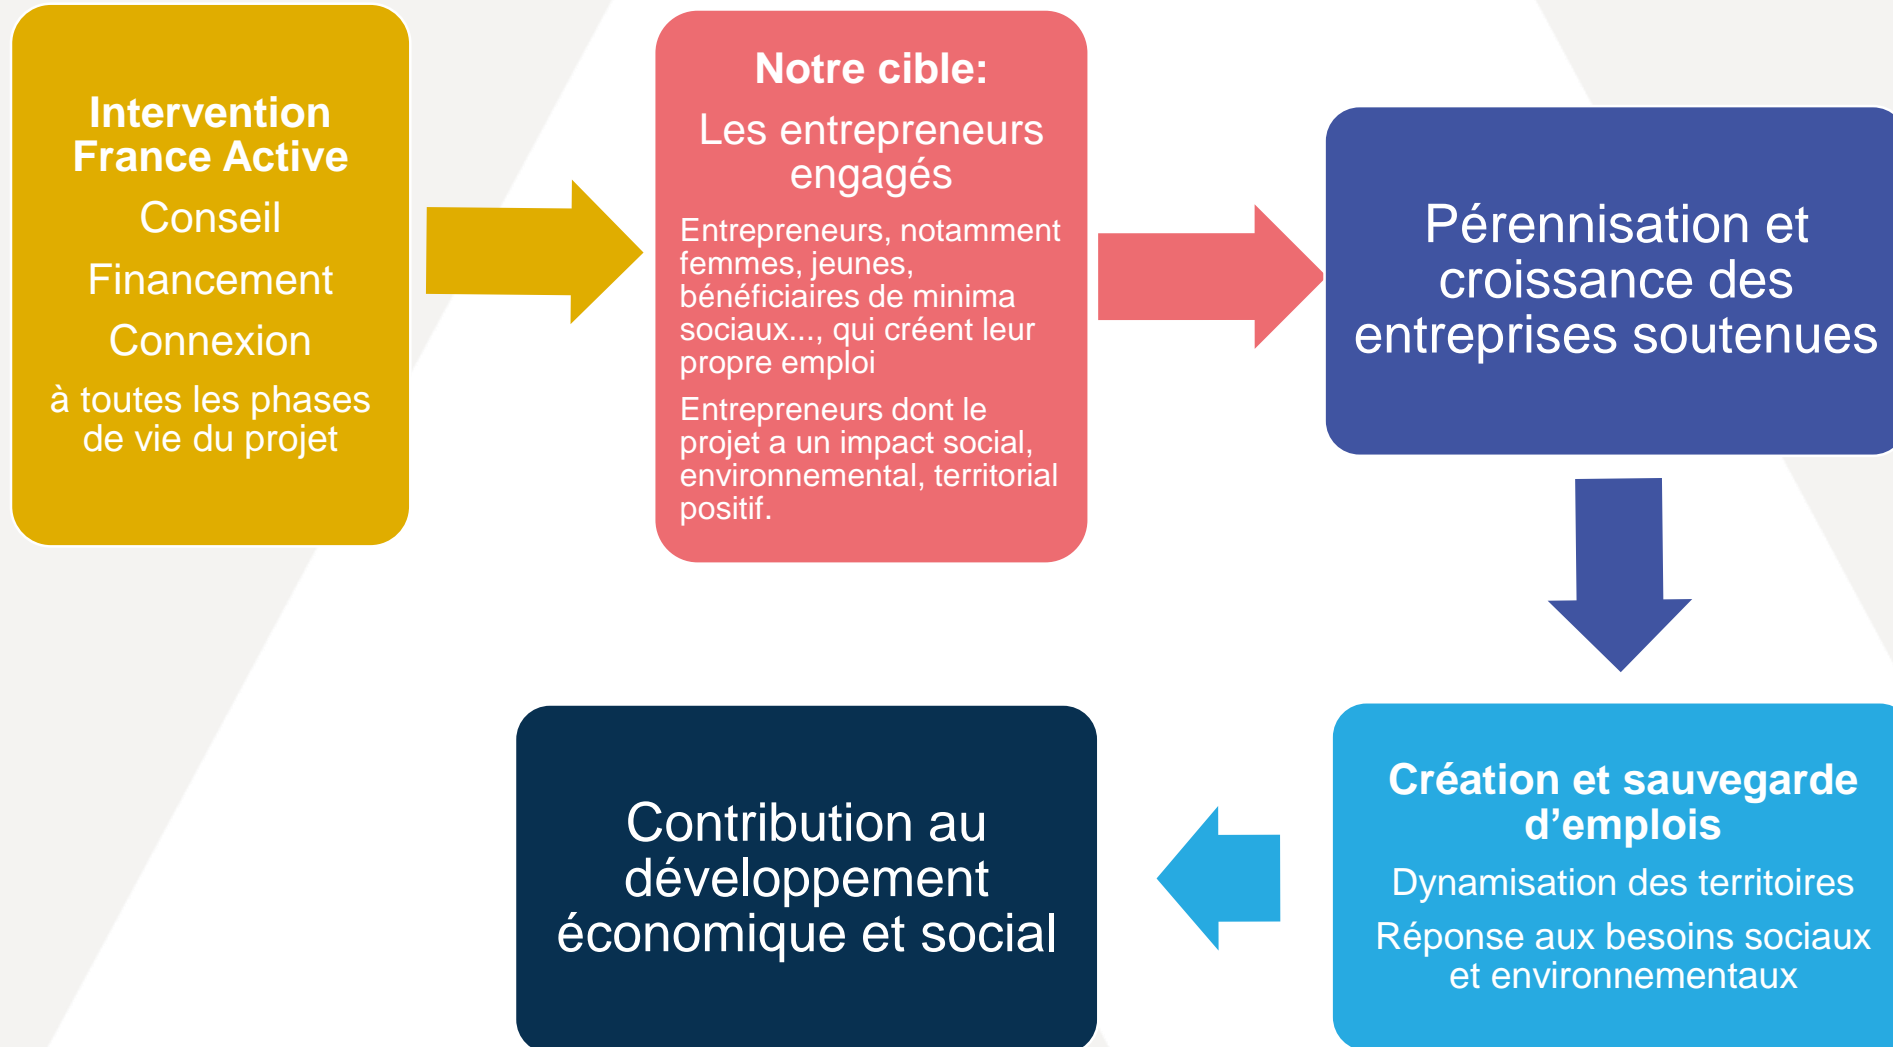 Intervention
France Active
Conseil
Financement
Connexion
à toutes les phases
de vie du projet
Notre cible:
Les entrepreneurs
engagés
Entrepreneurs, notamment
femmes, jeunes,
bénéficiaires de minima
sociaux..., qui créent leur
propre emploi
Entrepreneurs dont le
projet a un impact social,
environnemental, territorial
positif.
Pérennisation et
croissance des
entreprises soutenues
Création et sauvegarde
d’emplois
Dynamisation des territoires
Réponse aux besoins sociaux
et environnementaux
Contribution au
développement
économique et social